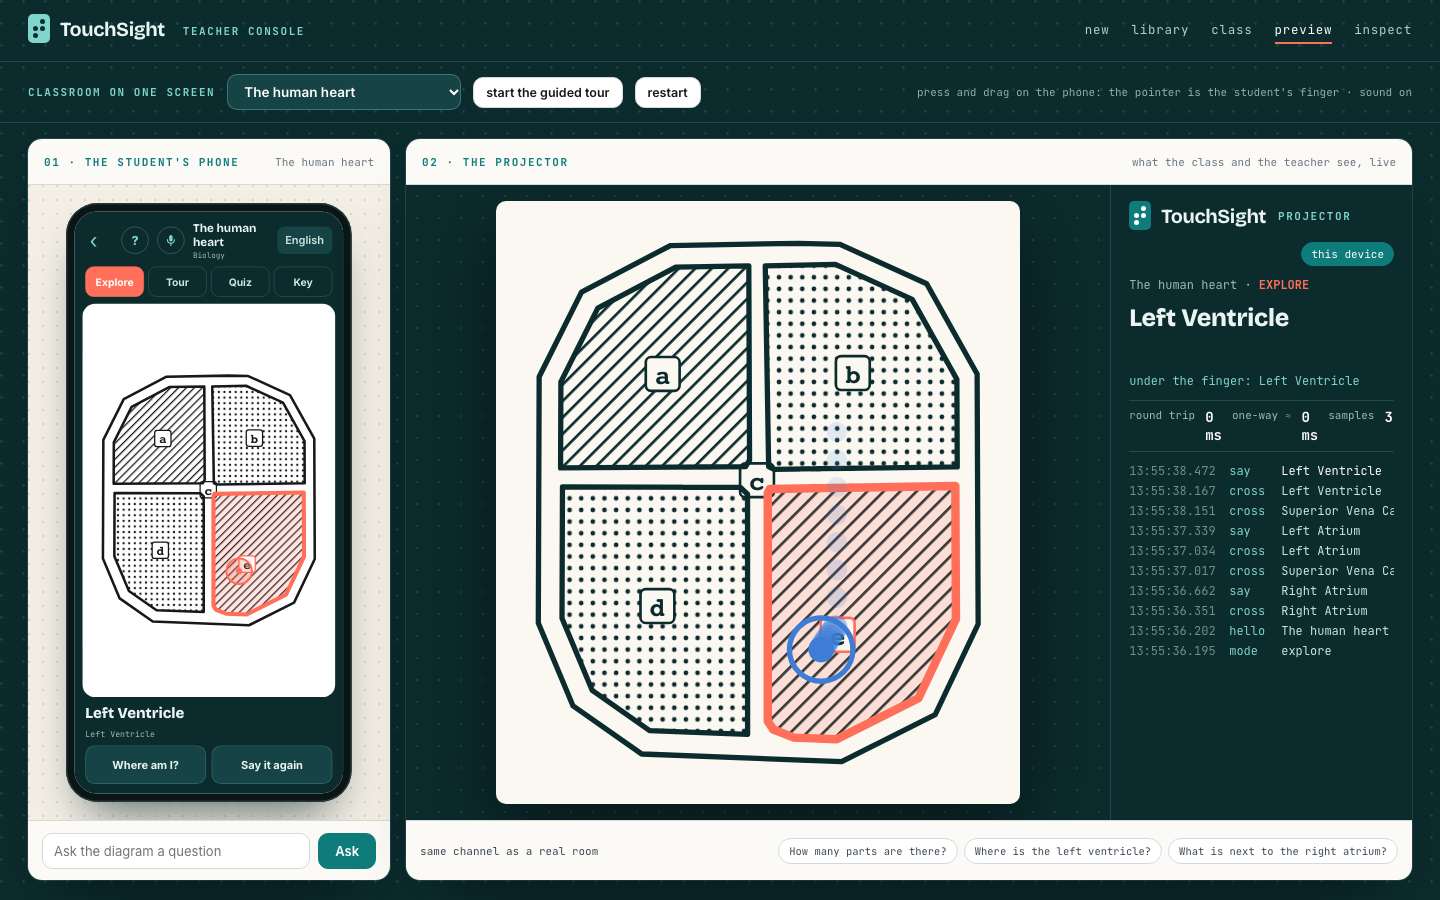 TouchSight TEACHER CONSOLE
new library class preview inspect
CLASSROOM ON ONE SCREEN The human heart start the guided tour restart
press and drag on the phone: the pointer is the student's finger · sound on
01 · THE STUDENT'S PHONE The human heart
‹ ? The human heart English
Biology
Explore Tour Quiz Key
a b
c
d e
Left Ventricle
Left Ventricle
Where am I? Say it again
Ask the diagram a question Ask
02 · THE PROJECTOR what the class and the teacher see, live
a b
c
d e
TouchSight PROJECTOR
this device
The human heart · EXPLORE
Left Ventricle
under the finger: Left Ventricle
round trip 0 ms one-way ≈ 0 ms samples 3
13:55:38.472 say Left Ventricle
13:55:38.167 cross Left Ventricle
13:55:38.151 cross Superior Vena Ca
13:55:37.339 say Left Atrium
13:55:37.034 cross Left Atrium
13:55:37.017 cross Superior Vena Ca
13:55:36.662 say Right Atrium
13:55:36.351 cross Right Atrium
13:55:36.202 hello The human heart
13:55:36.195 mode explore
same channel as a real room How many parts are there? Where is the left ventricle? What is next to the right atrium?